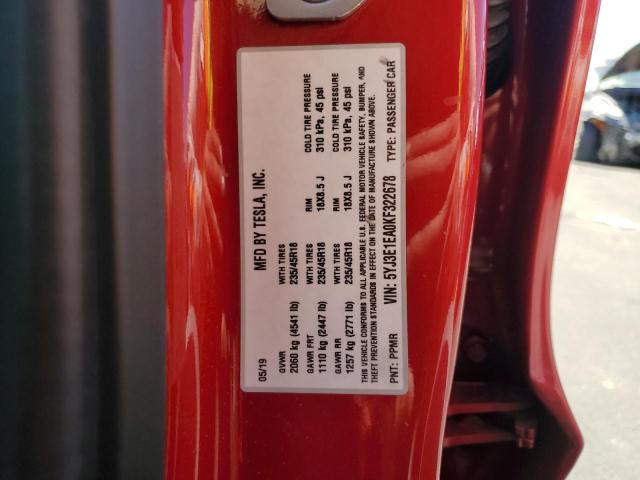 MFD BY TESLA, INC.
05/19
GVWR WITH TIRES
2060 kg (4541 lb) 235/45R18
GAWR FRT WITH TIRES RIM COLD TIRE PRESSURE
1110 kg (2447 lb) 235/45R18 18X8.5 J 310 kPa, 45 psi
GAWR RR WITH TIRES RIM COLD TIRE PRESSURE
1257 kg (2771 lb) 235/45R18 18X8.5 J 310 kPa, 45 psi
THIS VEHICLE CONFORMS TO ALL APPLICABLE U.S. FEDERAL MOTOR VEHICLE SAFETY, BUMPER, AND
THEFT PREVENTION STANDARDS IN EFFECT ON THE DATE OF MANUFACTURE SHOWN ABOVE.
VIN: 5YJ3E1EA0KF322678
PNT: PPMR TYPE: PASSENGER CAR